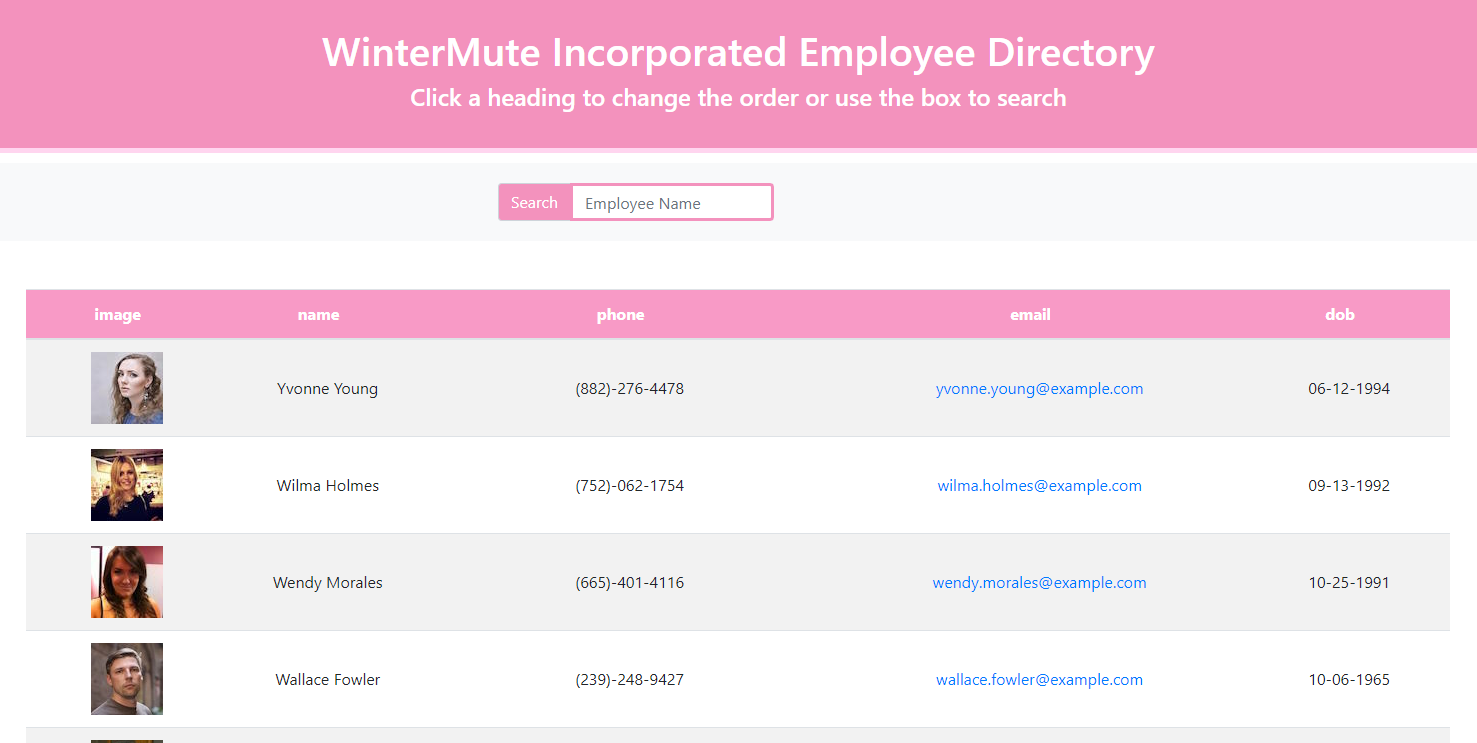 WinterMute Incorporated Employee Directory
Click a heading to change the order or use the box to search
Search Employee Name
image name phone email dob
Yvonne Young (882)-276-4478 yvonne.young@example.com 06-12-1994
Wilma Holmes (752)-062-1754 wilma.holmes@example.com 09-13-1992
Wendy Morales (665)-401-4116 wendy.morales@example.com 10-25-1991
Wallace Fowler (239)-248-9427 wallace.fowler@example.com 10-06-1965